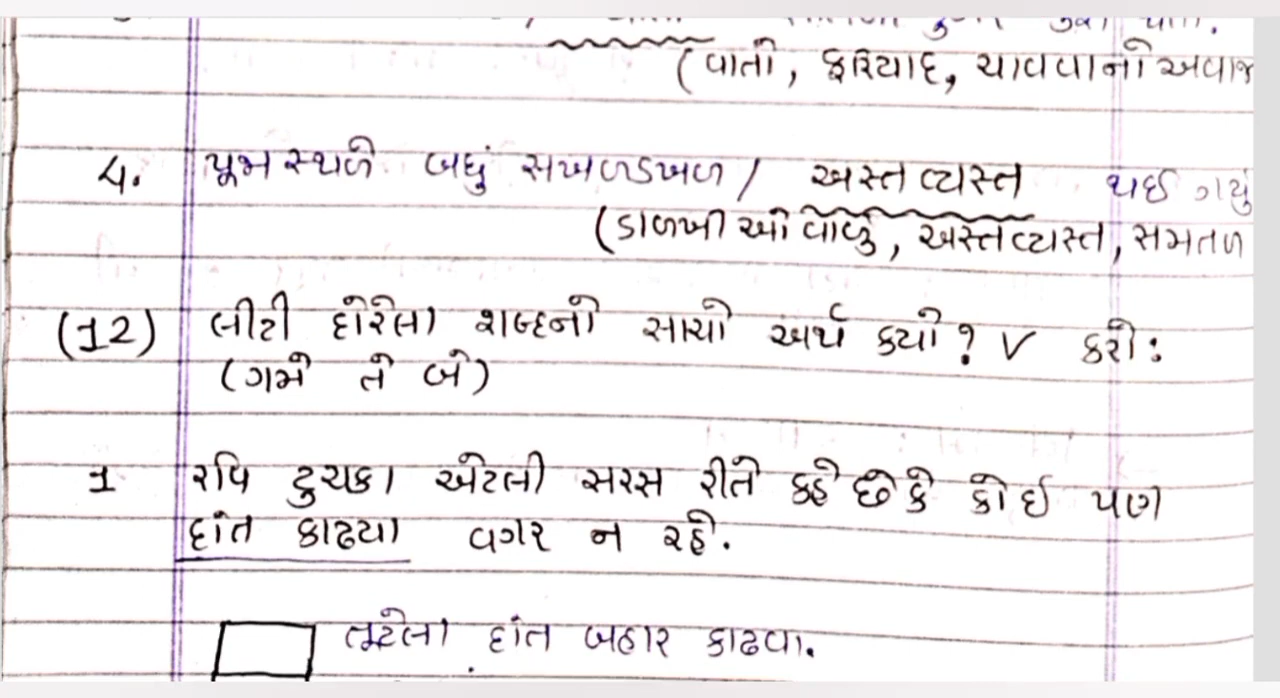 (વાતો, ફરિયાદ, ચાવવાનો અવાજ
4. પૂજા સ્થળે બધું સખળડખળ / અસ્તવ્યસ્ત થઈ ગયું
(ડાળખીઓવાળું, અસ્તવ્યસ્ત, સમતળ
(12) લીટી દોરેલા શબ્દનો સાચો અર્થ કયો? ✓ કરો:
(ગમે તે બે)
1 રવિ ટુચકા એટલી સરસ રીતે કહે છે કે કોઈ પણ
દાંત કાઢયા વગર ન રહે.
તૂટેલા દાંત બહાર કાઢવા.